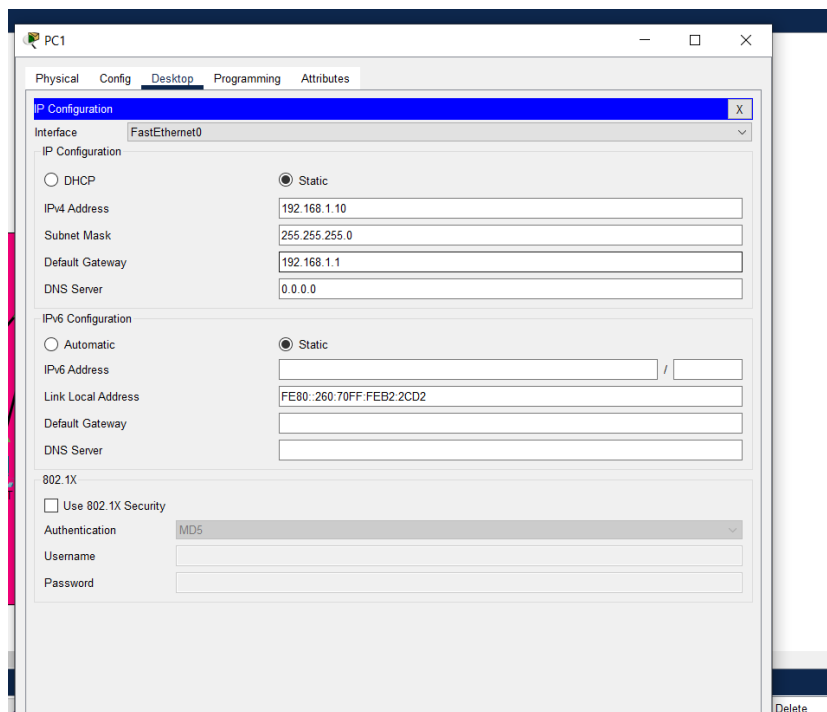 PC1
Physical Config Desktop Programming Attributes
IP Configuration X
Interface FastEthernet0
IP Configuration
DHCP Static
IPv4 Address 192.168.1.10
Subnet Mask 255.255.255.0
Default Gateway 192.168.1.1
DNS Server 0.0.0.0
IPv6 Configuration
Automatic Static
IPv6 Address /
Link Local Address FE80::260:70FF:FEB2:2CD2
Default Gateway
DNS Server
802.1X
Use 802.1X Security
Authentication MD5
Username
Password
Delete